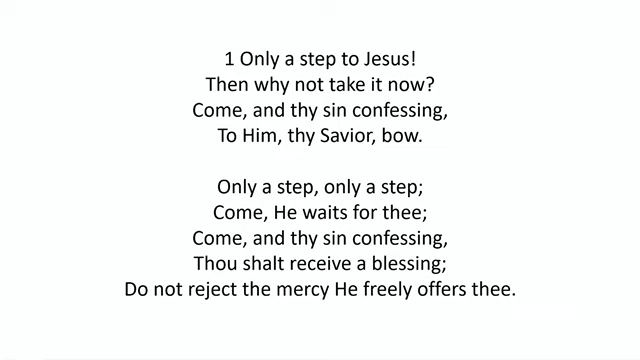 1 Only a step to Jesus!
Then why not take it now?
Come, and thy sin confessing,
To Him, thy Savior, bow.
Only a step, only a step;
Come, He waits for thee;
Come, and thy sin confessing,
Thou shalt receive a blessing;
Do not reject the mercy He freely offers thee.